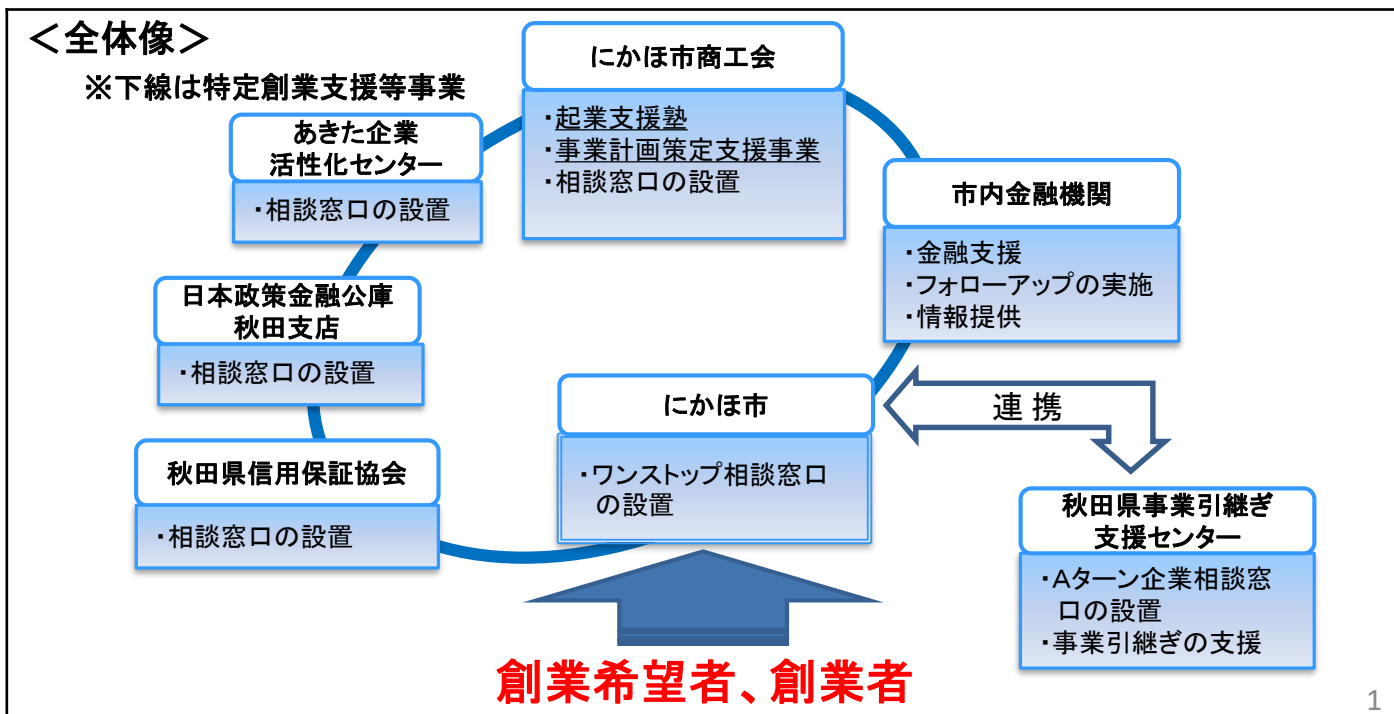 ＜全体像＞
※下線は特定創業支援等事業
にかほ市商工会
・起業支援塾
・事業計画策定支援事業
・相談窓口の設置
あきた企業
活性化センター
・相談窓口の設置
市内金融機関
・金融支援
・フォローアップの実施
・情報提供
日本政策金融公庫
秋田支店
・相談窓口の設置
にかほ市
・ワンストップ相談窓口
の設置
連 携
秋田県信用保証協会
・相談窓口の設置
秋田県事業引継ぎ
支援センター
・Aターン企業相談窓
口の設置
・事業引継ぎの支援
創業希望者、創業者
1